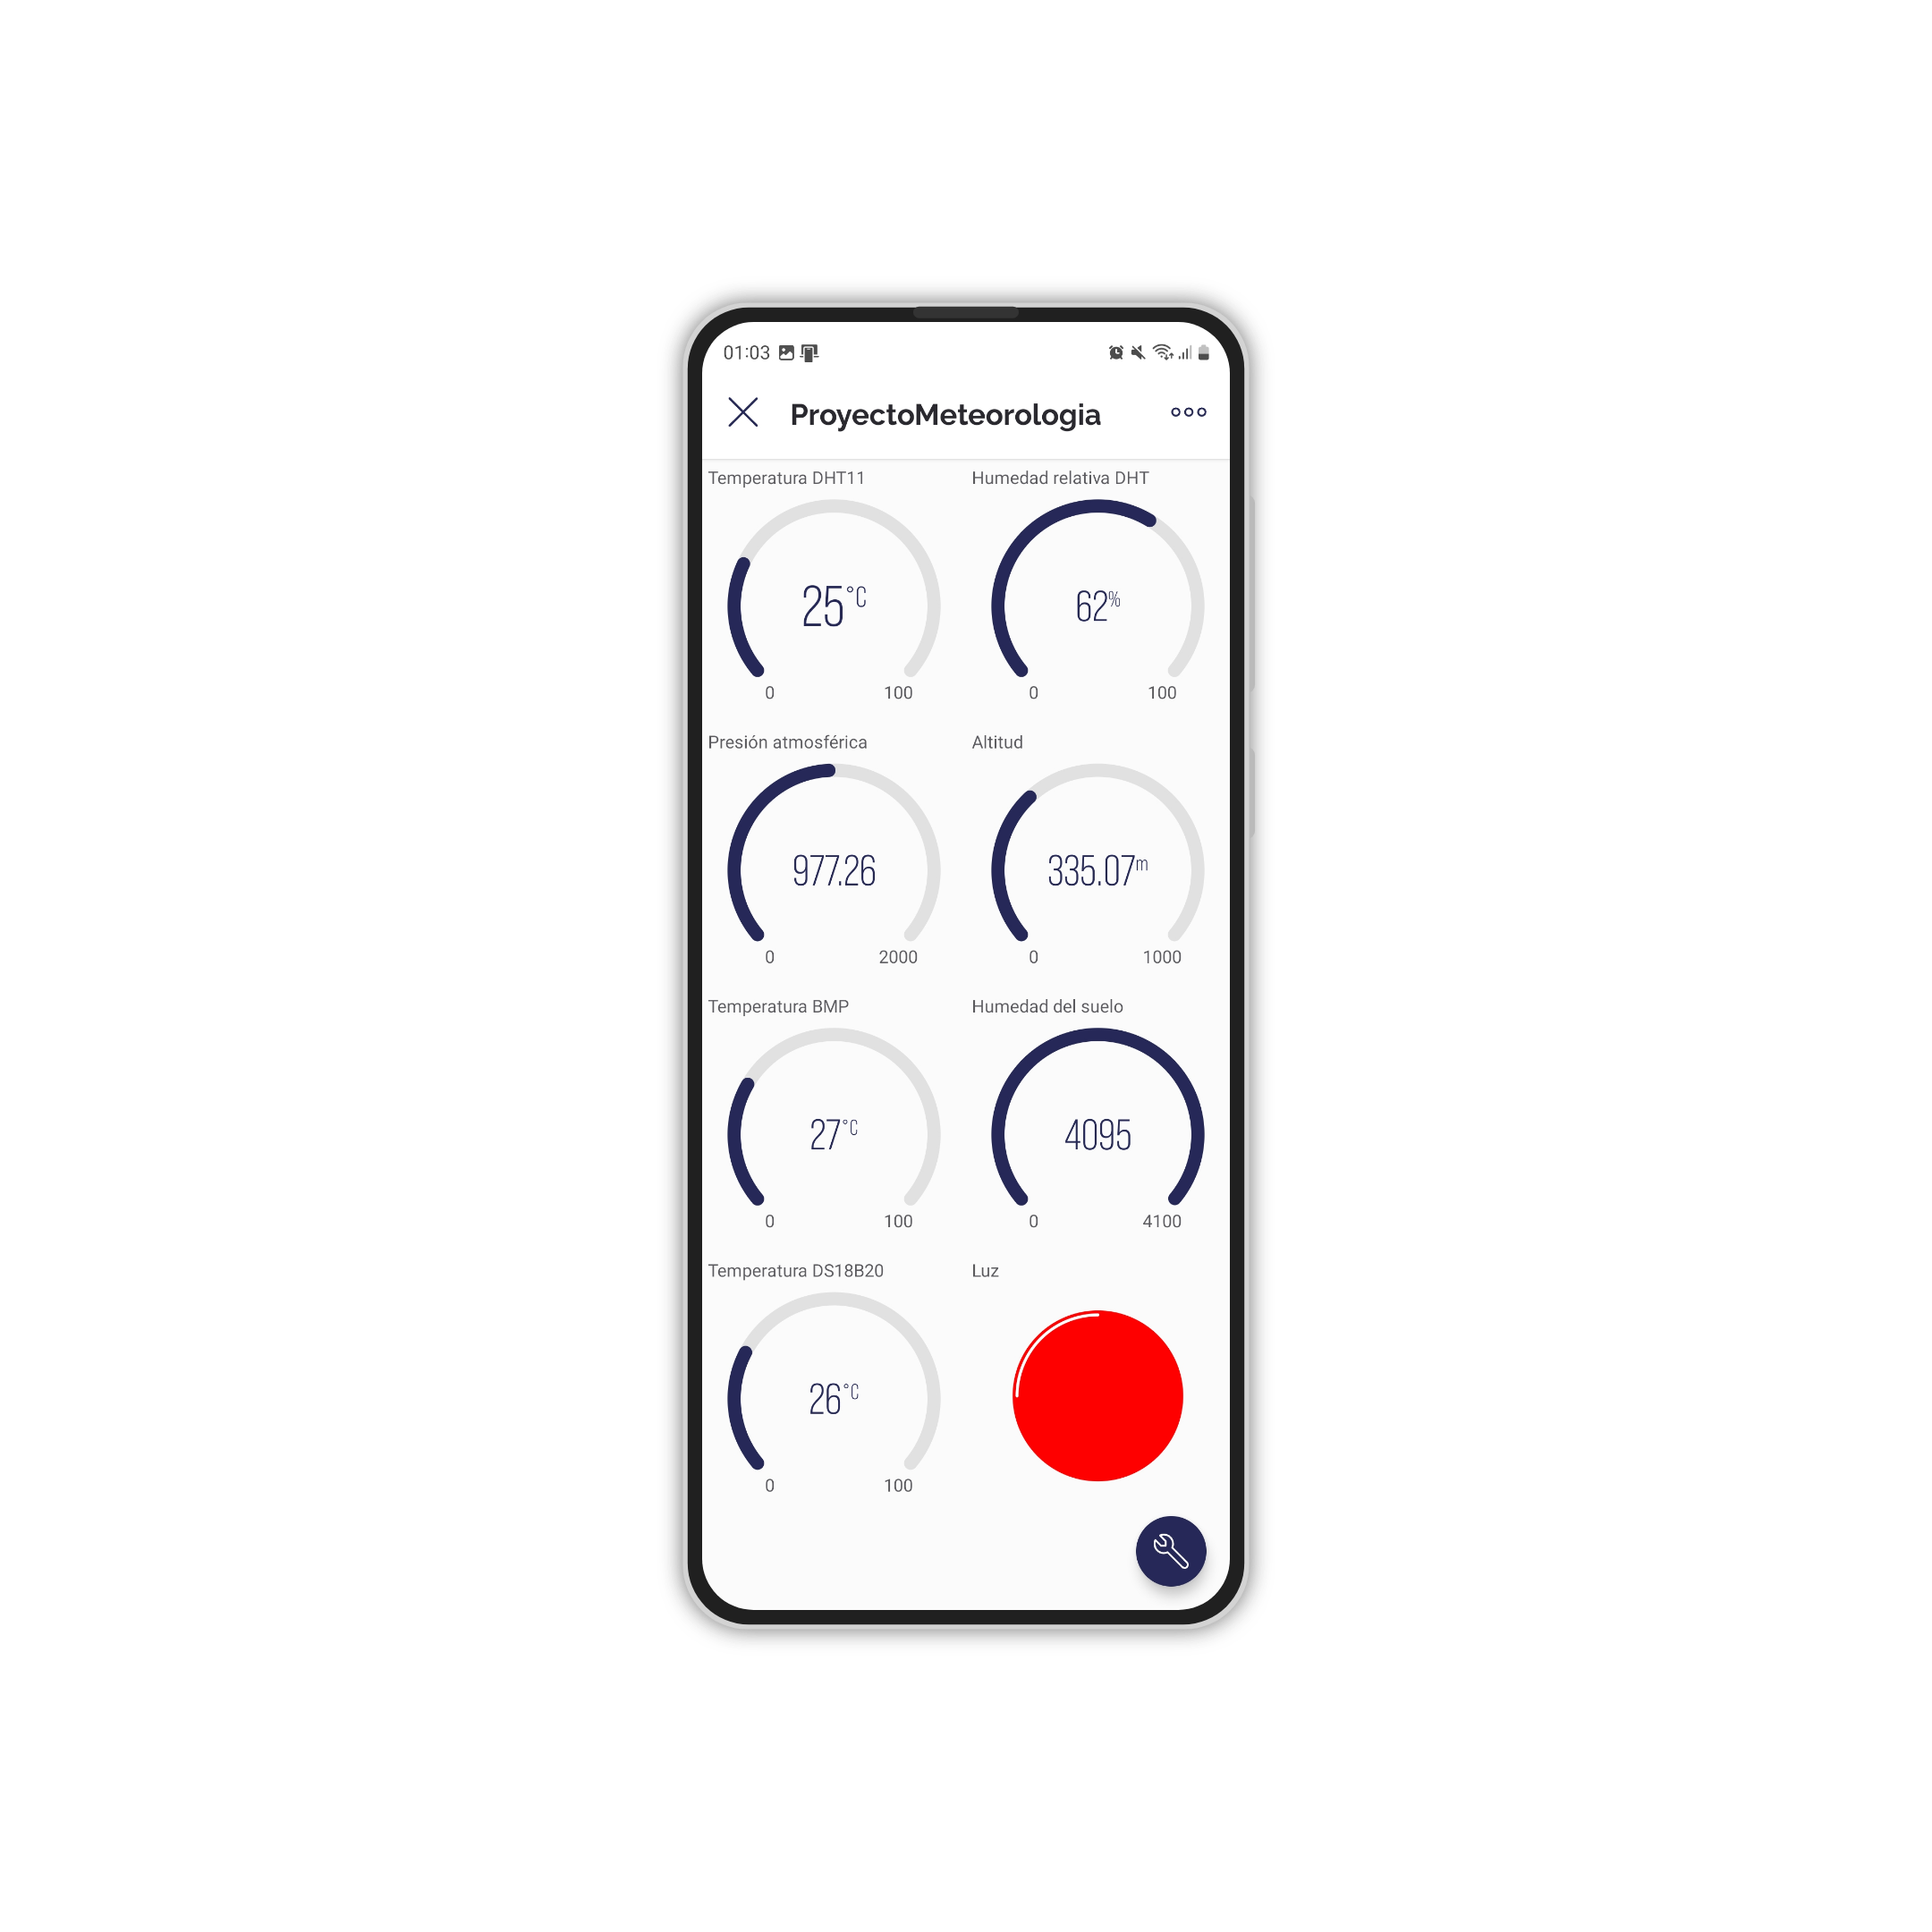 01:03
ProyectoMeteorologia
Temperatura DHT11
Humedad relativa DHT
25°C
62%
0
100
0
100
Presión atmosférica
Altitud
977.26
335.07m
0
2000
0
1000
Temperatura BMP
Humedad del suelo
27°C
4095
0
100
0
4100
Temperatura DS18B20
Luz
26°C
0
100